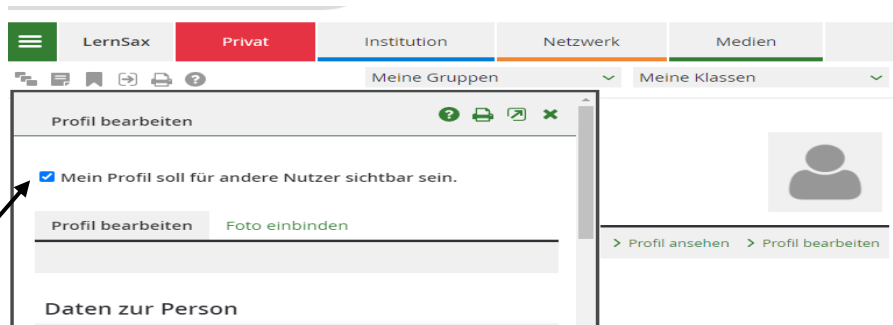 LernSax Privat Institution Netzwerk Medien
Meine Gruppen Meine Klassen
Profil bearbeiten
Mein Profil soll für andere Nutzer sichtbar sein.
Profil bearbeiten Foto einbinden
> Profil ansehen > Profil bearbeiten
Daten zur Person